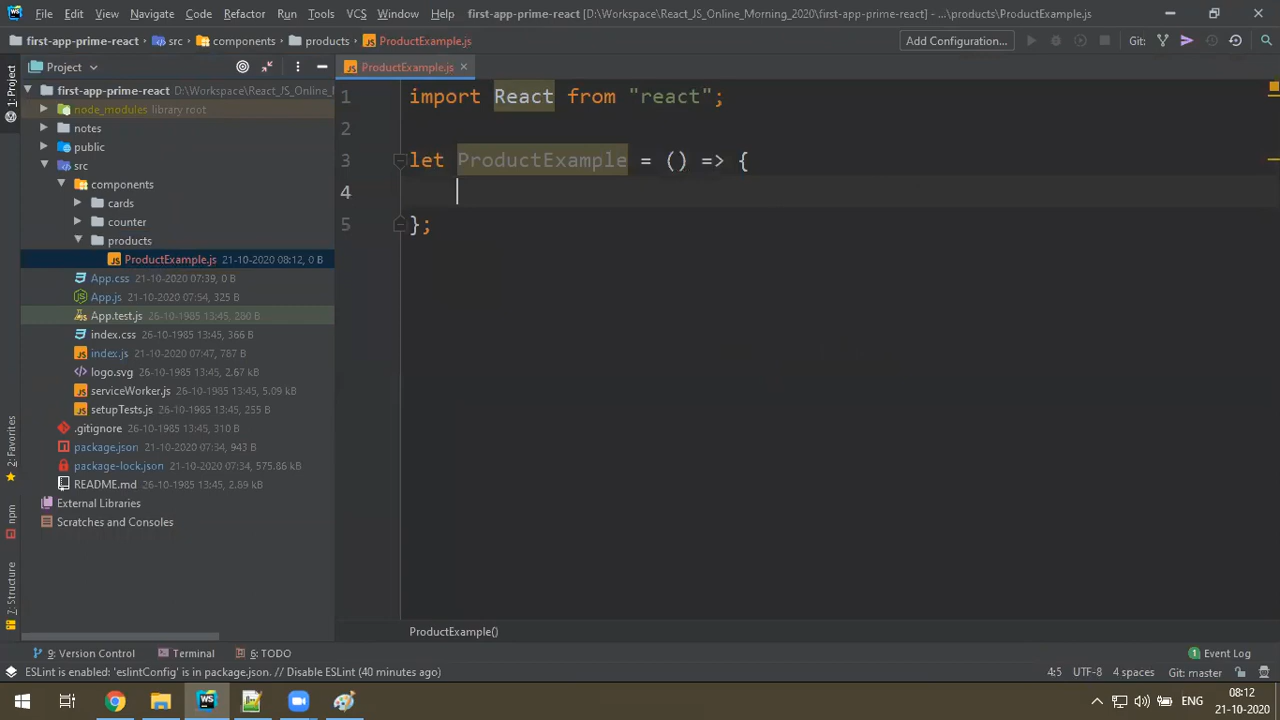 File Edit View Navigate Code Refactor Run Tools VCS Window Help first-app-prime-react [D:\Workspace\React_JS_Online_Morning_2020\first-app-prime-react] - ...\products\ProductExample.js
first-app-prime-react src components products ProductExample.js Add Configuration... Git:
Project ProductExample.js ×
1: Project
first-app-prime-react D:\Workspace\React_JS_Online_
node_modules library root
notes
public
src
components
cards
counter
products
ProductExample.js 21-10-2020 08:12, 0 B
App.css 21-10-2020 07:39, 0 B
App.js 21-10-2020 07:54, 325 B
App.test.js 26-10-1985 13:45, 280 B
index.css 26-10-1985 13:45, 366 B
index.js 21-10-2020 07:47, 787 B
logo.svg 26-10-1985 13:45, 2.67 kB
serviceWorker.js 26-10-1985 13:45, 5.09 kB
setupTests.js 26-10-1985 13:45, 255 B
.gitignore 26-10-1985 13:45, 310 B
package.json 21-10-2020 07:34, 943 B
package-lock.json 21-10-2020 07:34, 575.86 kB
README.md 26-10-1985 13:45, 2.89 kB
External Libraries
Scratches and Consoles
2: Favorites
npm
7: Structure
1 import React from "react";
2
3 let ProductExample = () => {
4
5 };
ProductExample()
9: Version Control Terminal 6: TODO 1 Event Log
ESLint is enabled: 'eslintConfig' is in package.json. // Disable ESLint (40 minutes ago) 4:5 UTF-8 4 spaces Git: master
WS ENG 08:12
21-10-2020